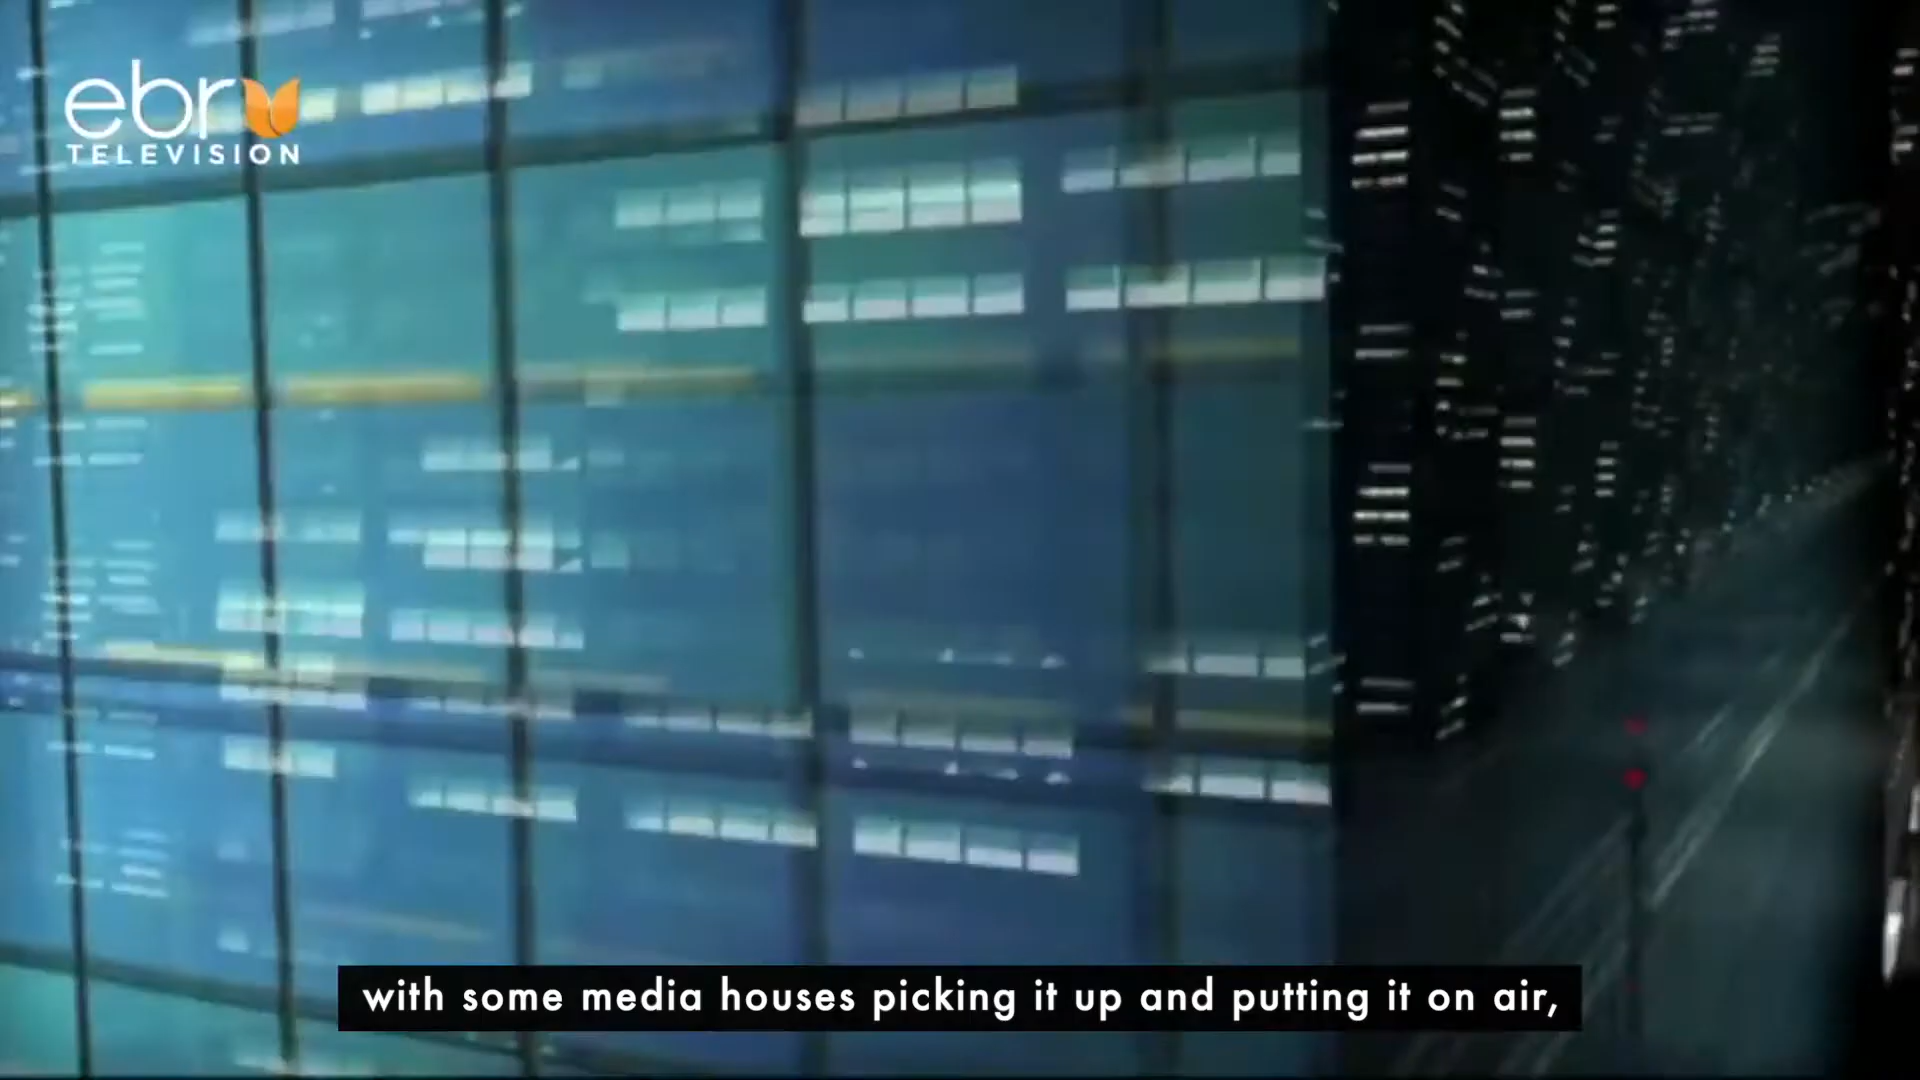 ebru
TELEVISION
with some media houses picking it up and putting it on air,